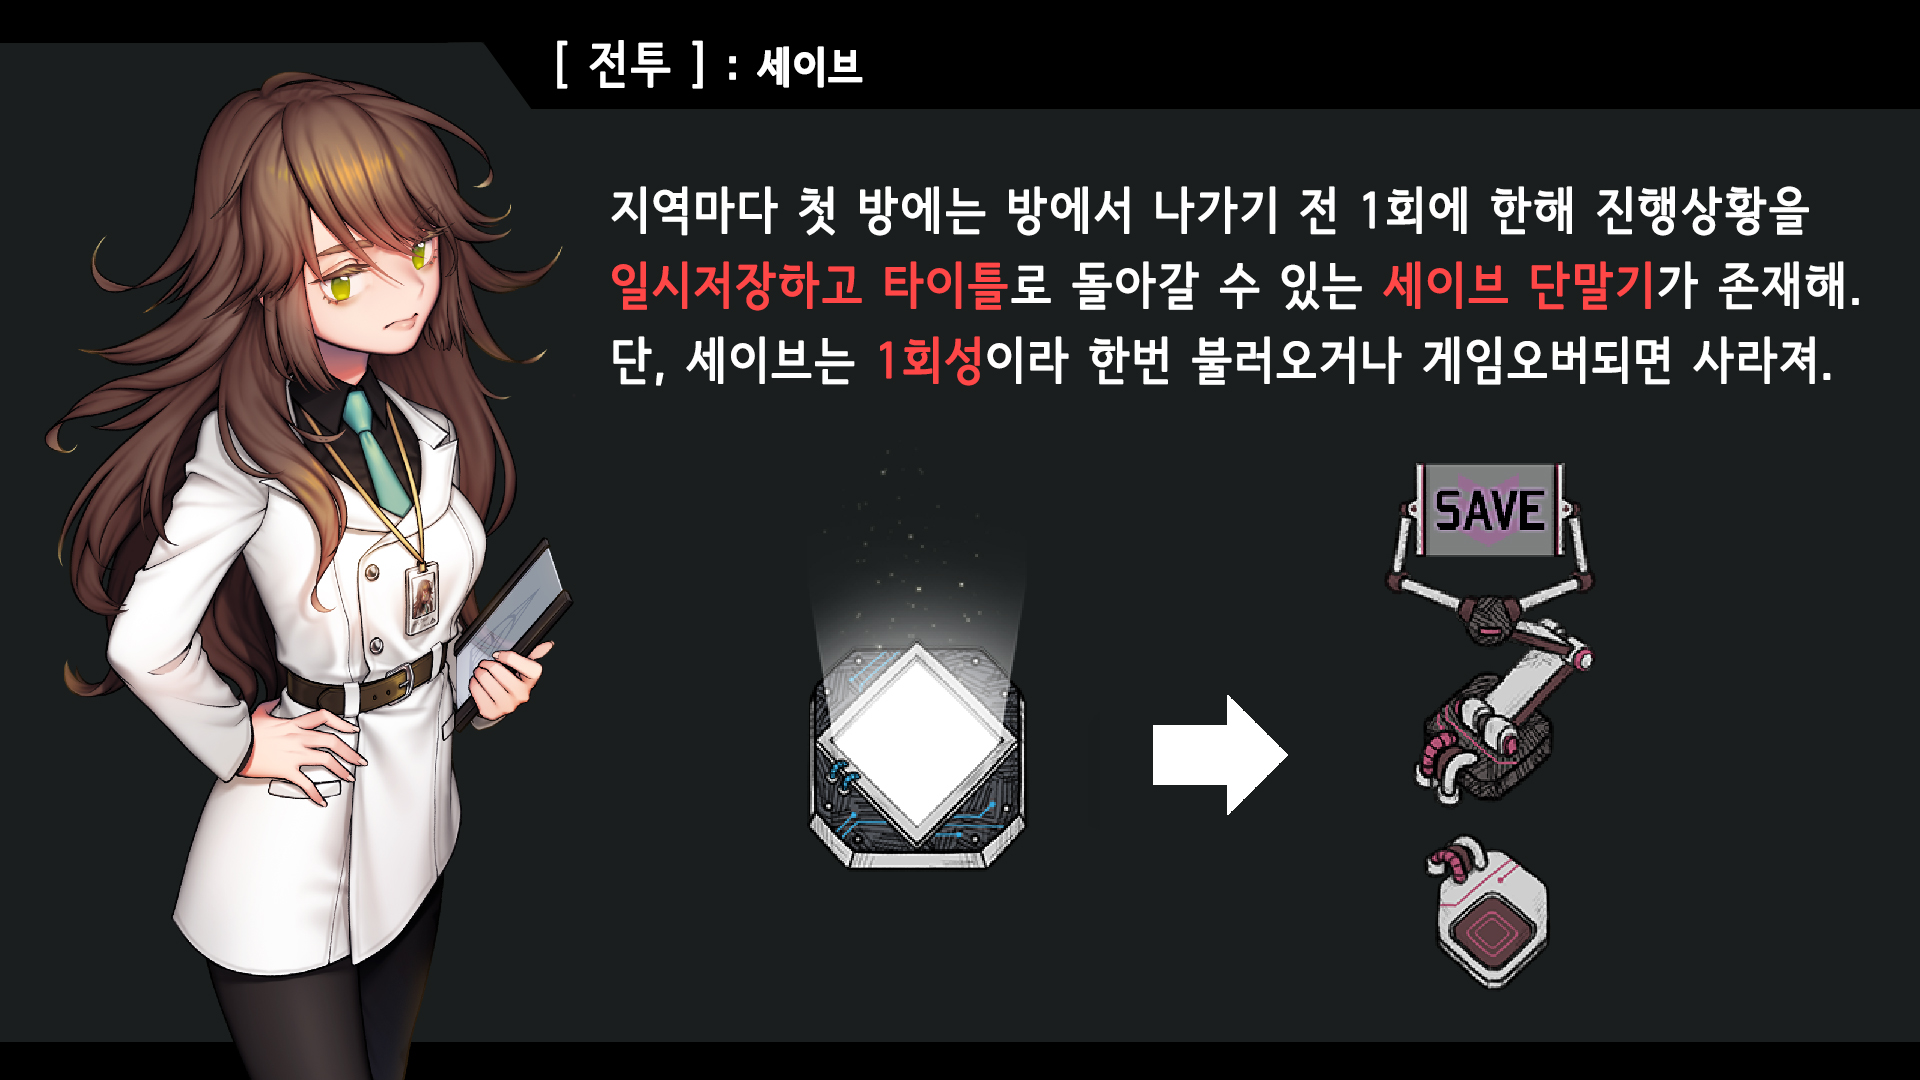 [ 전투 ] : 세이브
지역마다 첫 방에는 방에서 나가기 전 1회에 한해 진행상황을
일시저장하고 타이틀로 돌아갈 수 있는 세이브 단말기가 존재해.
단, 세이브는 1회성이라 한번 불러오거나 게임오버되면 사라져.
SAVE